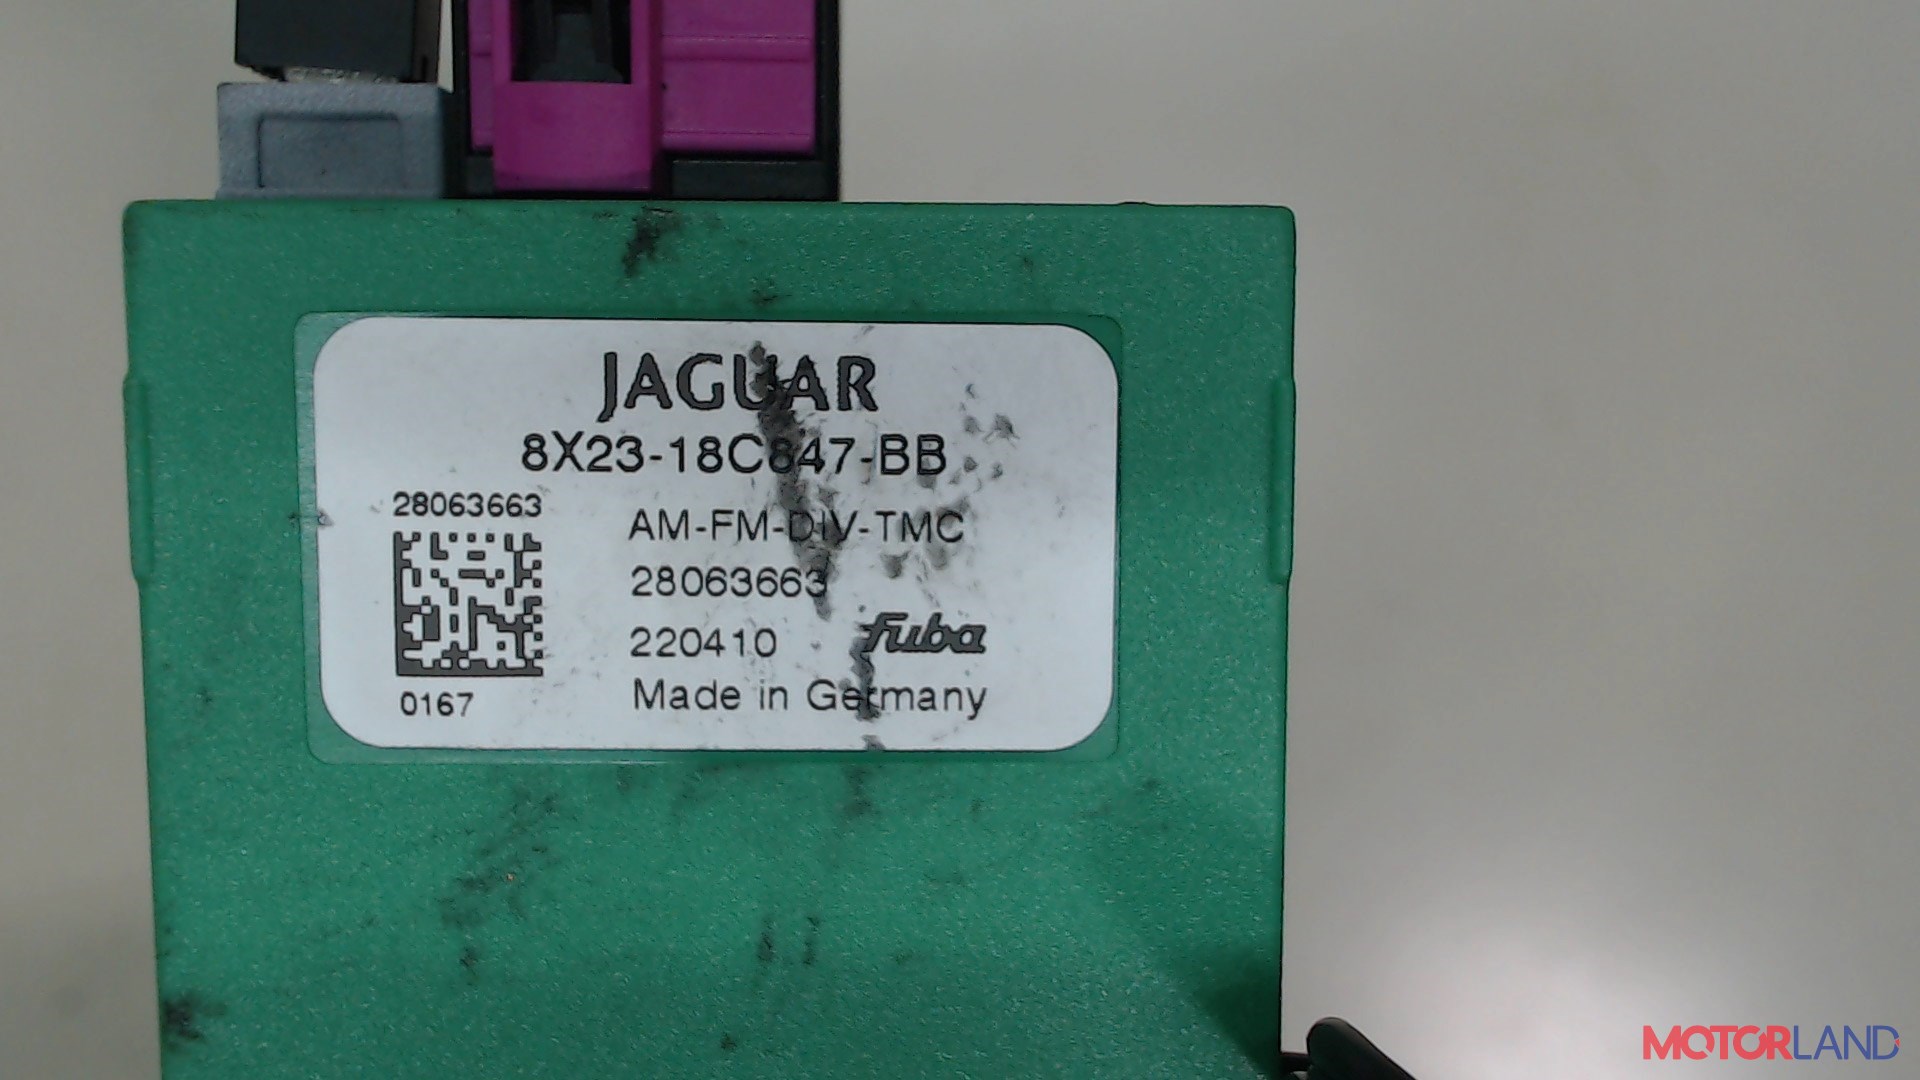 JAGUAR
8X23-18C847-BB
28063663
AM-FM-DIV-TMC
28063663
220410
fuba
0167
Made in Germany
MOTORLAND